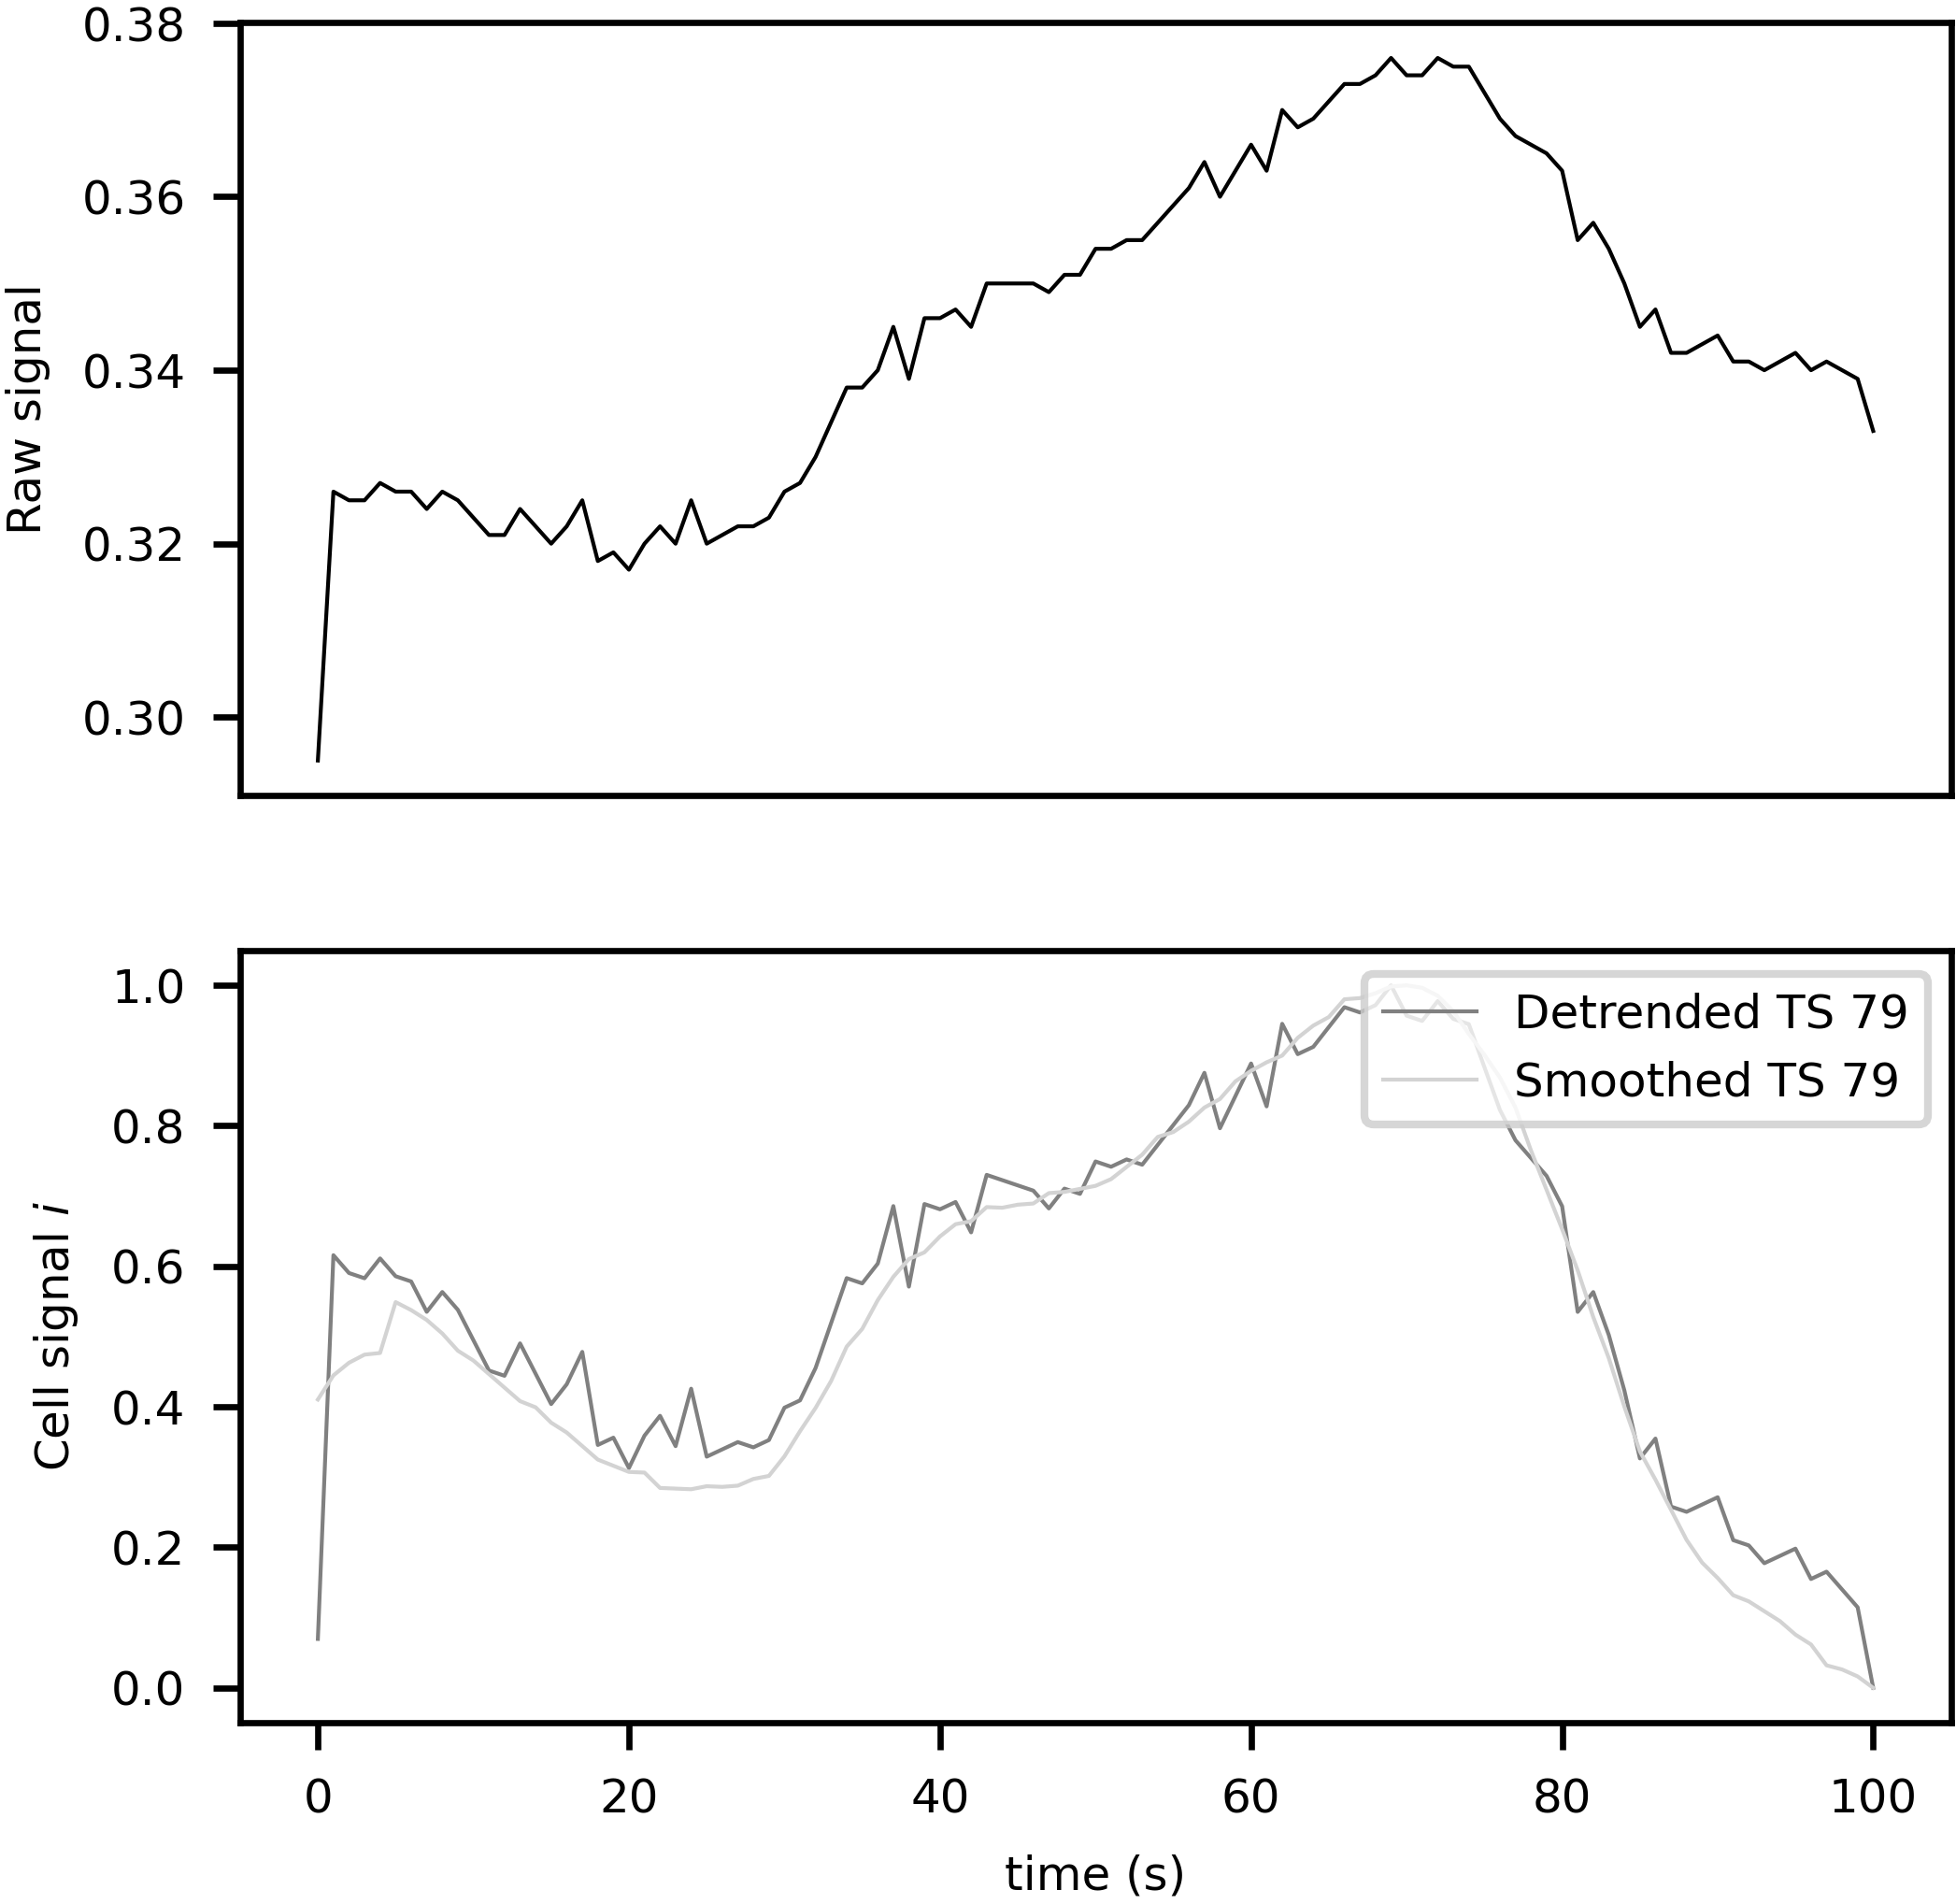 0.38
0.36
0.34
0.32
0.30
Raw signal
1.0
0.8
0.6
0.4
0.2
0.0
Cell signal i
Detrended TS 79
Smoothed TS 79
0 20 40 60 80 100
time (s)